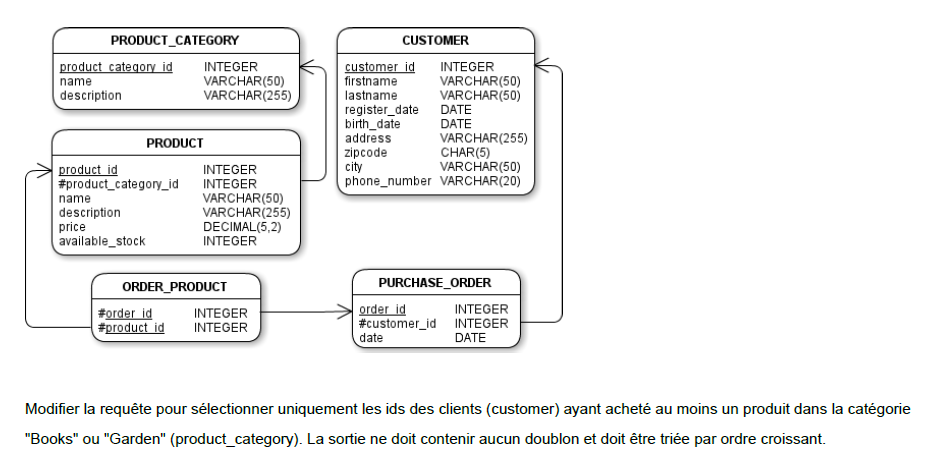 PRODUCT_CATEGORY
product_category_id INTEGER
name VARCHAR(50)
description VARCHAR(255)
CUSTOMER
customer_id INTEGER
firstname VARCHAR(50)
lastname VARCHAR(50)
register_date DATE
birth_date DATE
address VARCHAR(255)
zipcode CHAR(5)
city VARCHAR(50)
phone_number VARCHAR(20)
PRODUCT
product_id INTEGER
#product_category_id INTEGER
name VARCHAR(50)
description VARCHAR(255)
price DECIMAL(5,2)
available_stock INTEGER
ORDER_PRODUCT
#order_id INTEGER
#product_id INTEGER
PURCHASE_ORDER
order_id INTEGER
#customer_id INTEGER
date DATE
Modifier la requête pour sélectionner uniquement les ids des clients (customer) ayant acheté au moins un produit dans la catégorie
"Books" ou "Garden" (product_category). La sortie ne doit contenir aucun doublon et doit être triée par ordre croissant.